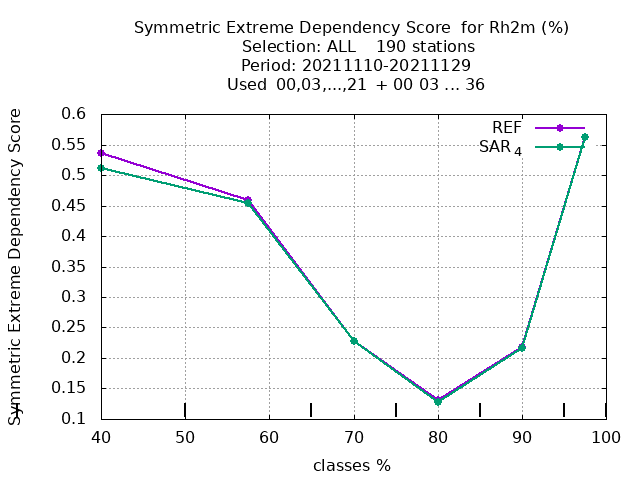 Symmetric Extreme Dependency Score  for Rh2m (%)
Selection: ALL    190 stations
Period: 20211110-20211129
Used  00,03,...,21  + 00 03 ... 36
Symmetric Extreme Dependency Score
0.6
0.55
0.5
0.45
0.4
0.35
0.3
0.25
0.2
0.15
0.1
REF
SAR 4
40 50 60 70 80 90 100
classes %